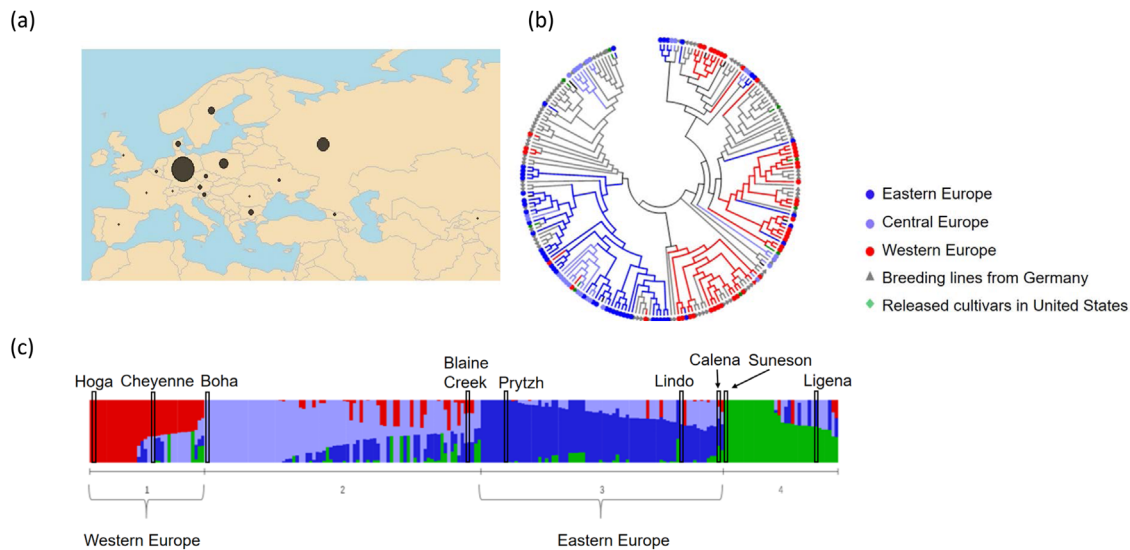 (a)
(b)
Eastern Europe
Central Europe
Western Europe
Breeding lines from Germany
Released cultivars in United States
(c)
Hoga
Cheyenne
Boha
Blaine
Creek
Prytzh
Lindo
Calena
Suneson
Ligena
1
2
3
4
Western Europe
Eastern Europe